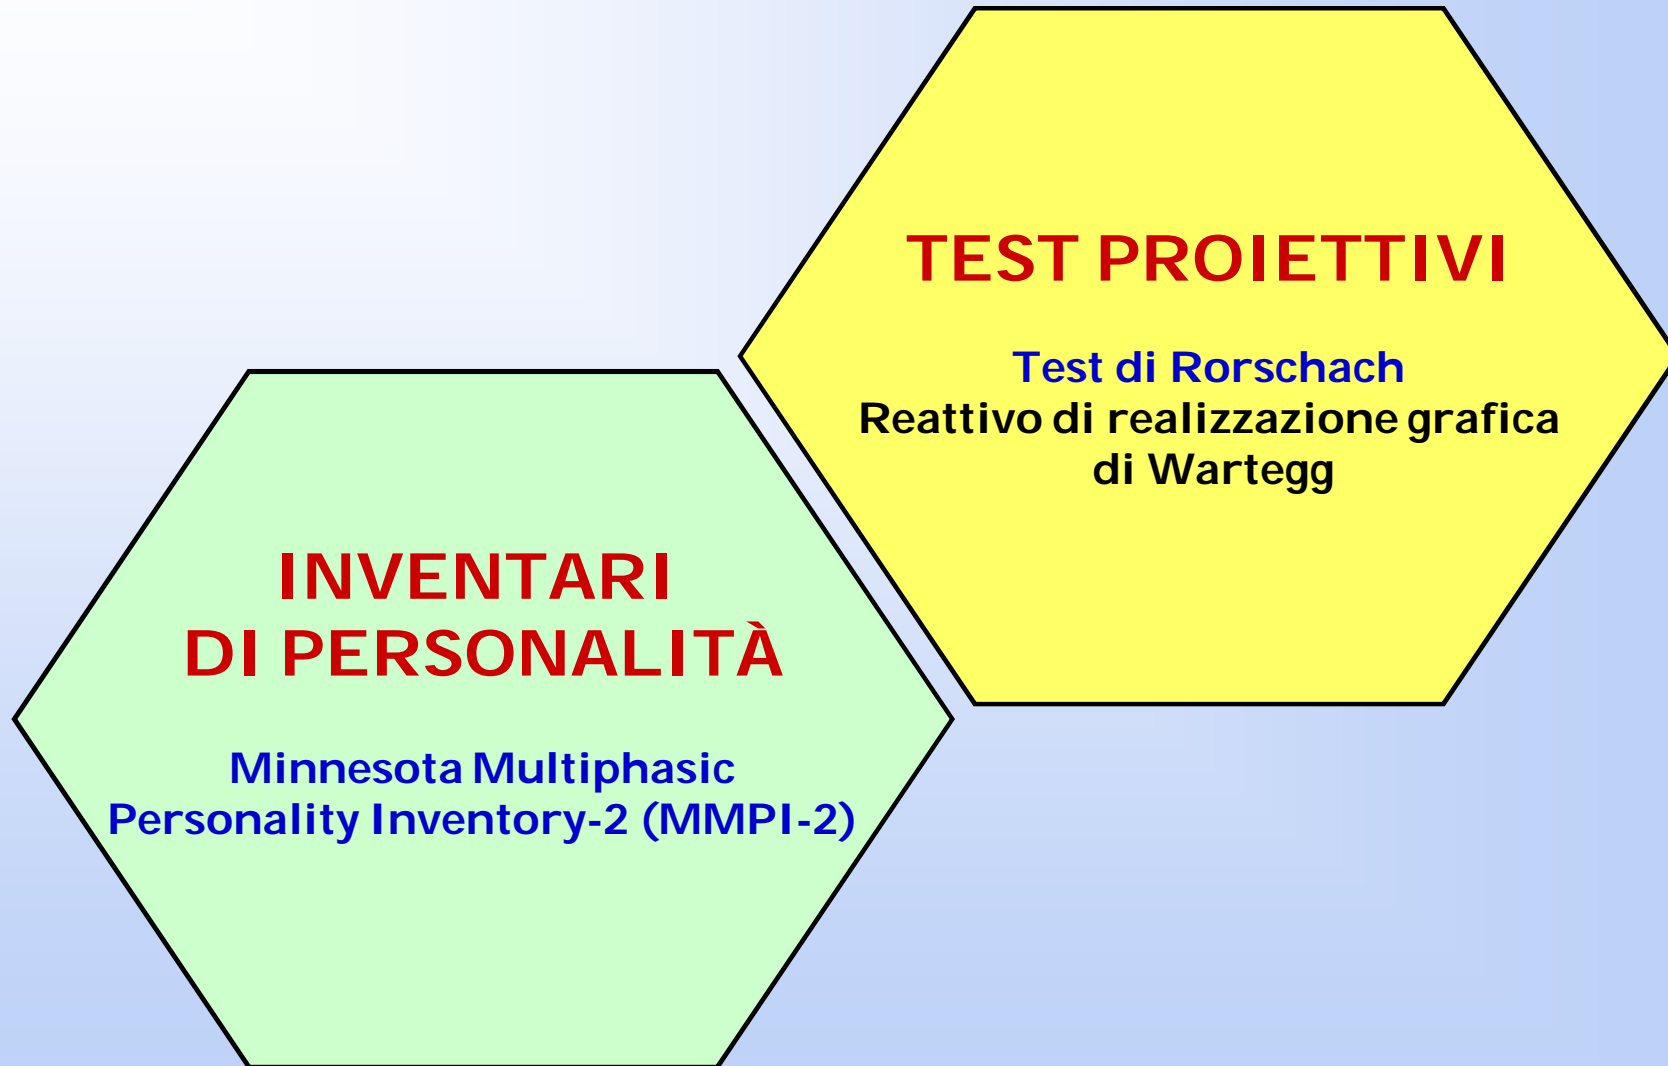 TEST PROIETTIVI
Test di Rorschach
Reattivo di realizzazione grafica
di Wartegg
INVENTARI
DI PERSONALITÀ
Minnesota Multiphasic
Personality Inventory-2 (MMPI-2)